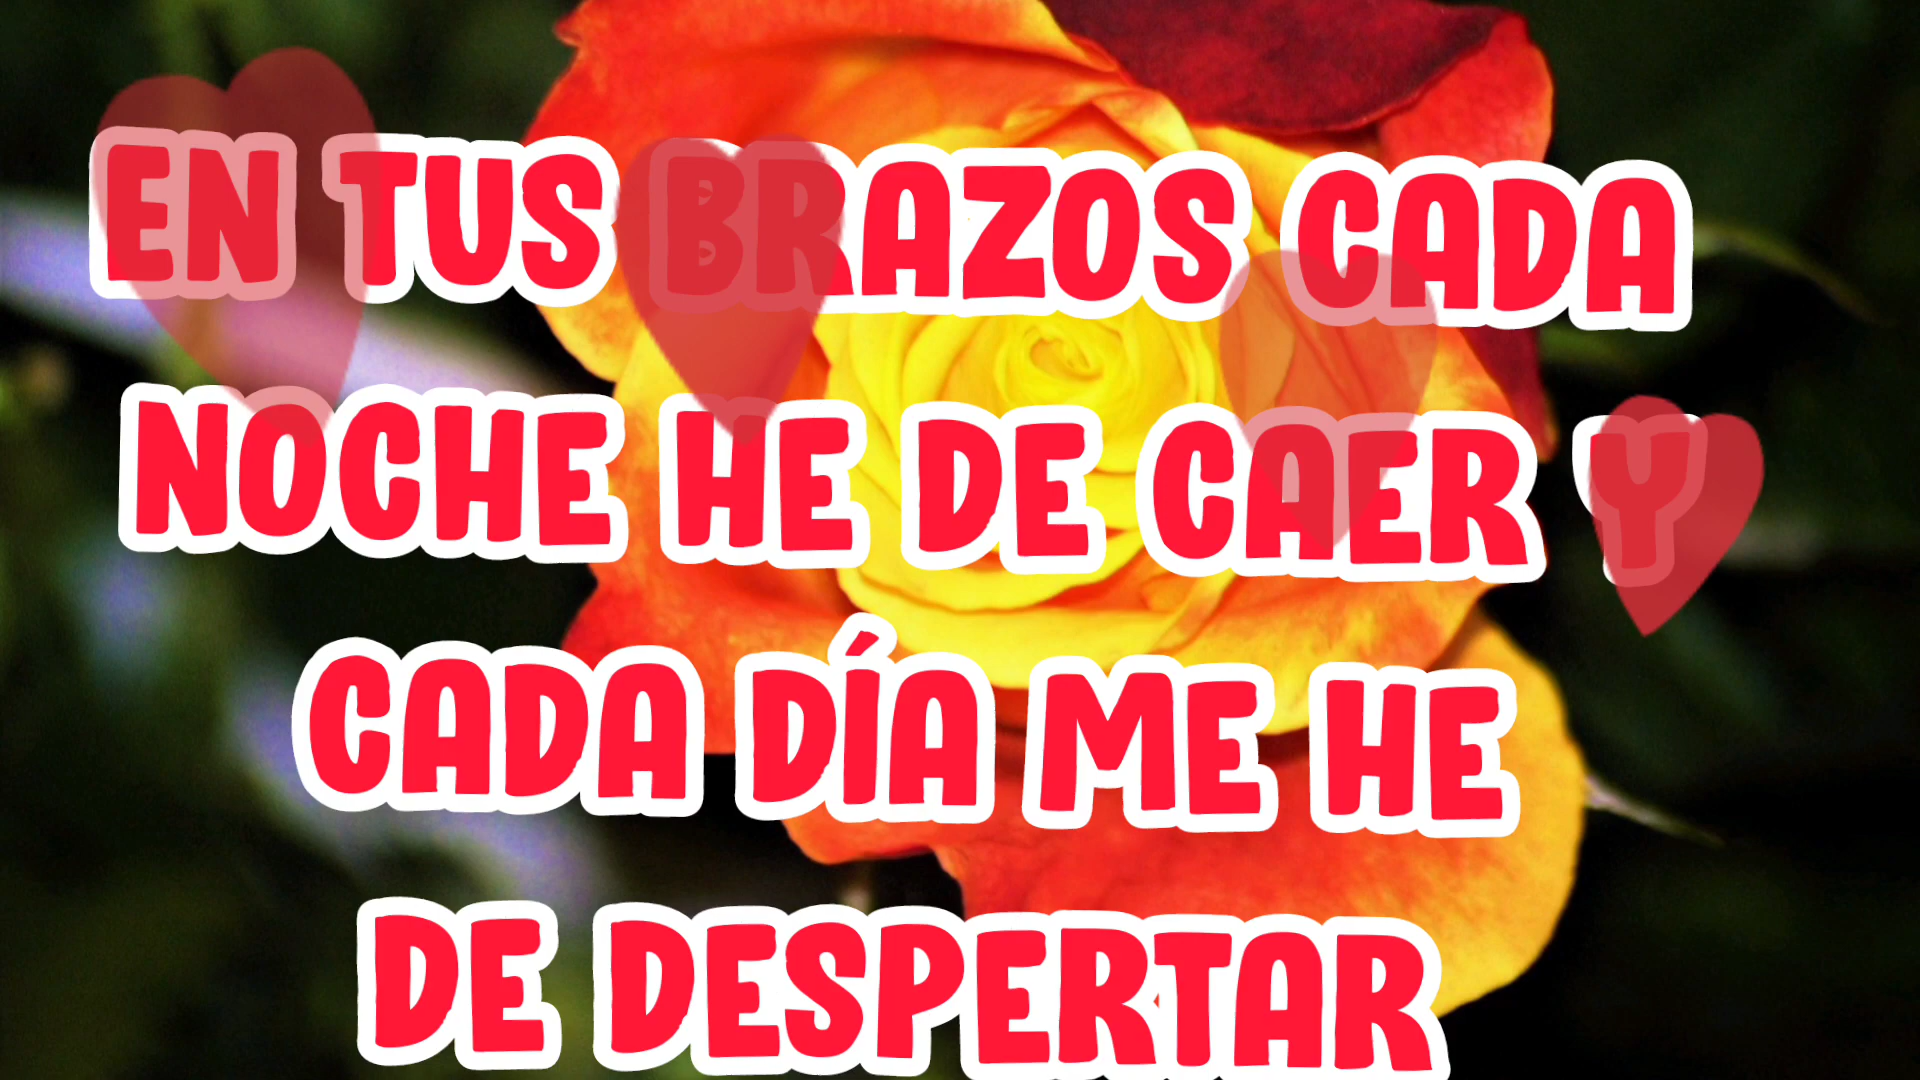 EN TUS BRAZOS CADA
NOCHE HE DE CAER Y
CADA DÍA ME HE
DE DESPERTAR